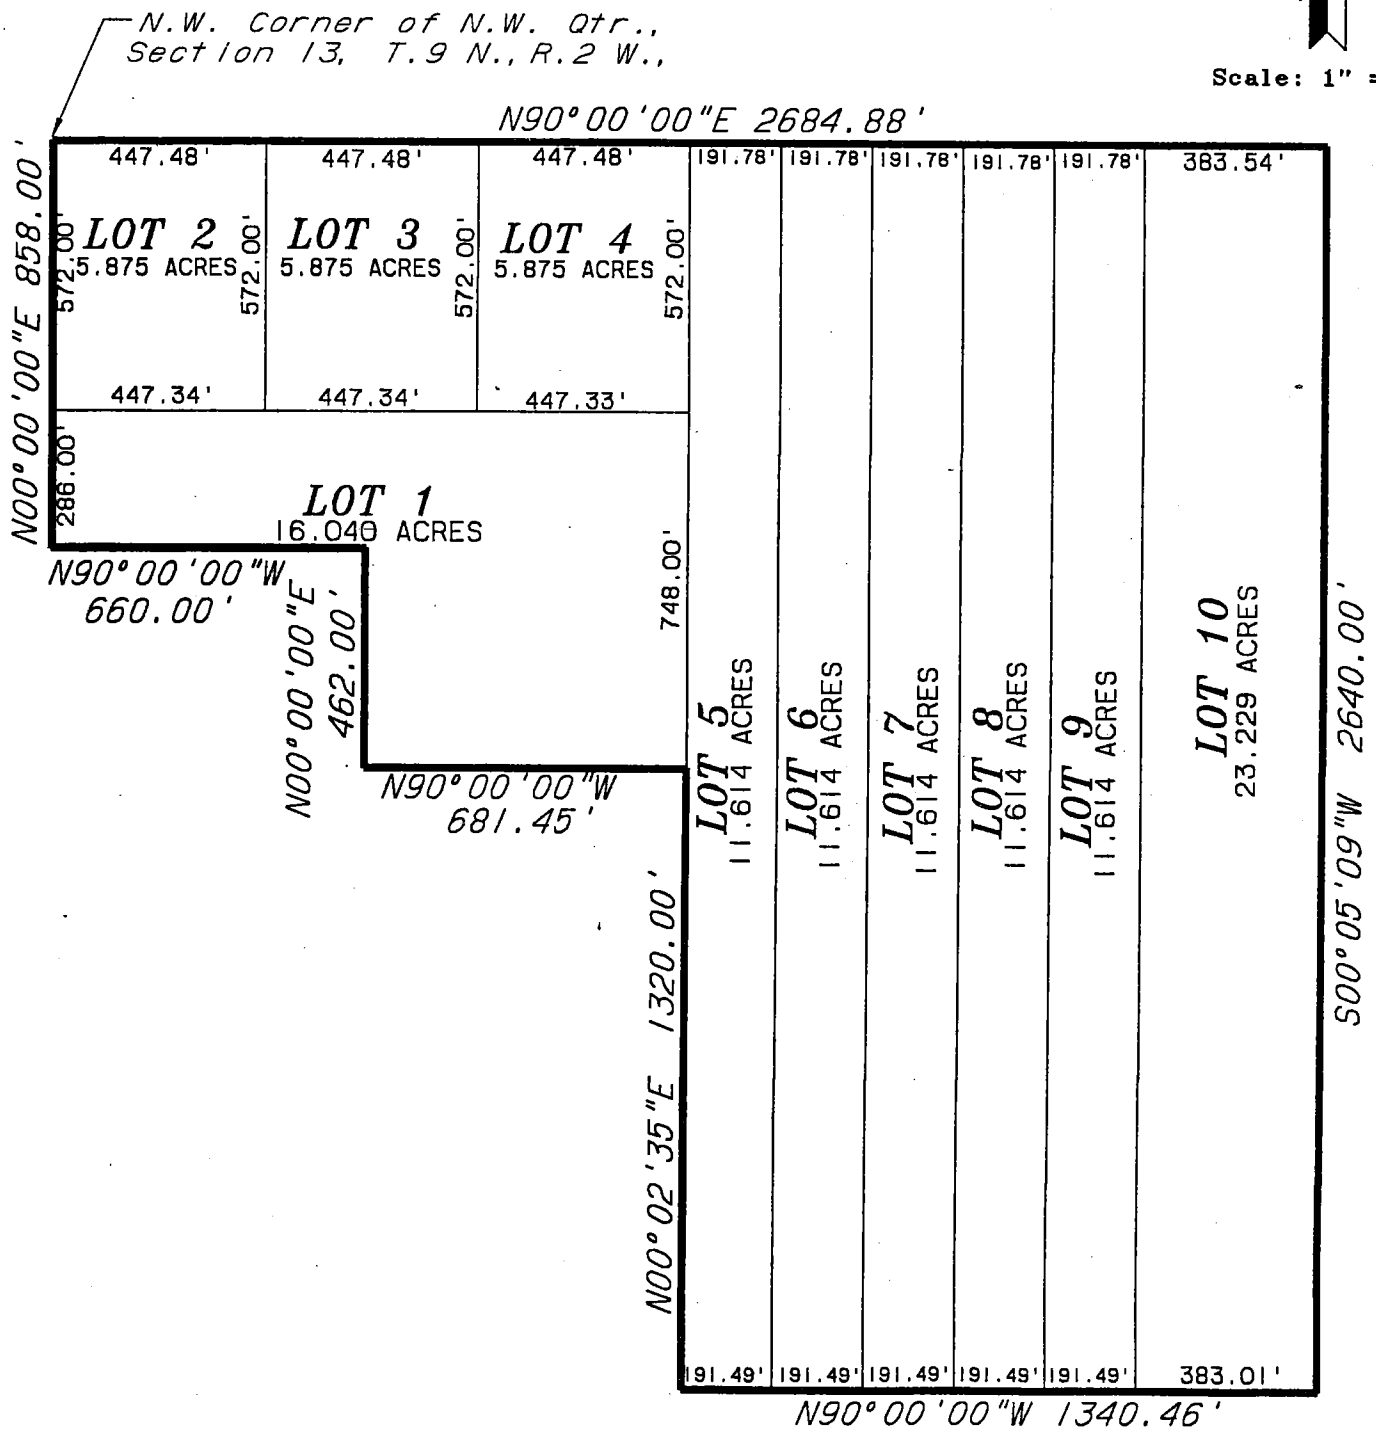 N.W. Corner of N.W. Qtr.,
Section 13, T.9 N., R.2 W.,
Scale: 1" =
N90°00'00"E 2684.88'
447.48'
447.48'
447.48'
191.78'
191.78'
191.78'
191.78'
191.78'
383.54'
N00°00'00"E 858.00'
572.00'
LOT 2
5.875 ACRES
572.00'
LOT 3
5.875 ACRES
572.00'
LOT 4
5.875 ACRES
572.00'
447.34'
447.34'
447.33'
286.00'
LOT 1
16.040 ACRES
N90°00'00"W
660.00'
N00°00'00"E
462.00'
748.00'
N90°00'00"W
681.45'
LOT 5
11.614 ACRES
LOT 6
11.614 ACRES
LOT 7
11.614 ACRES
LOT 8
11.614 ACRES
LOT 9
11.614 ACRES
LOT 10
23.229 ACRES
S00°05'09"W 2640.00'
N00°02'35"E 1320.00'
191.49'
191.49'
191.49'
191.49'
191.49'
383.01'
N90°00'00"W 1340.46'